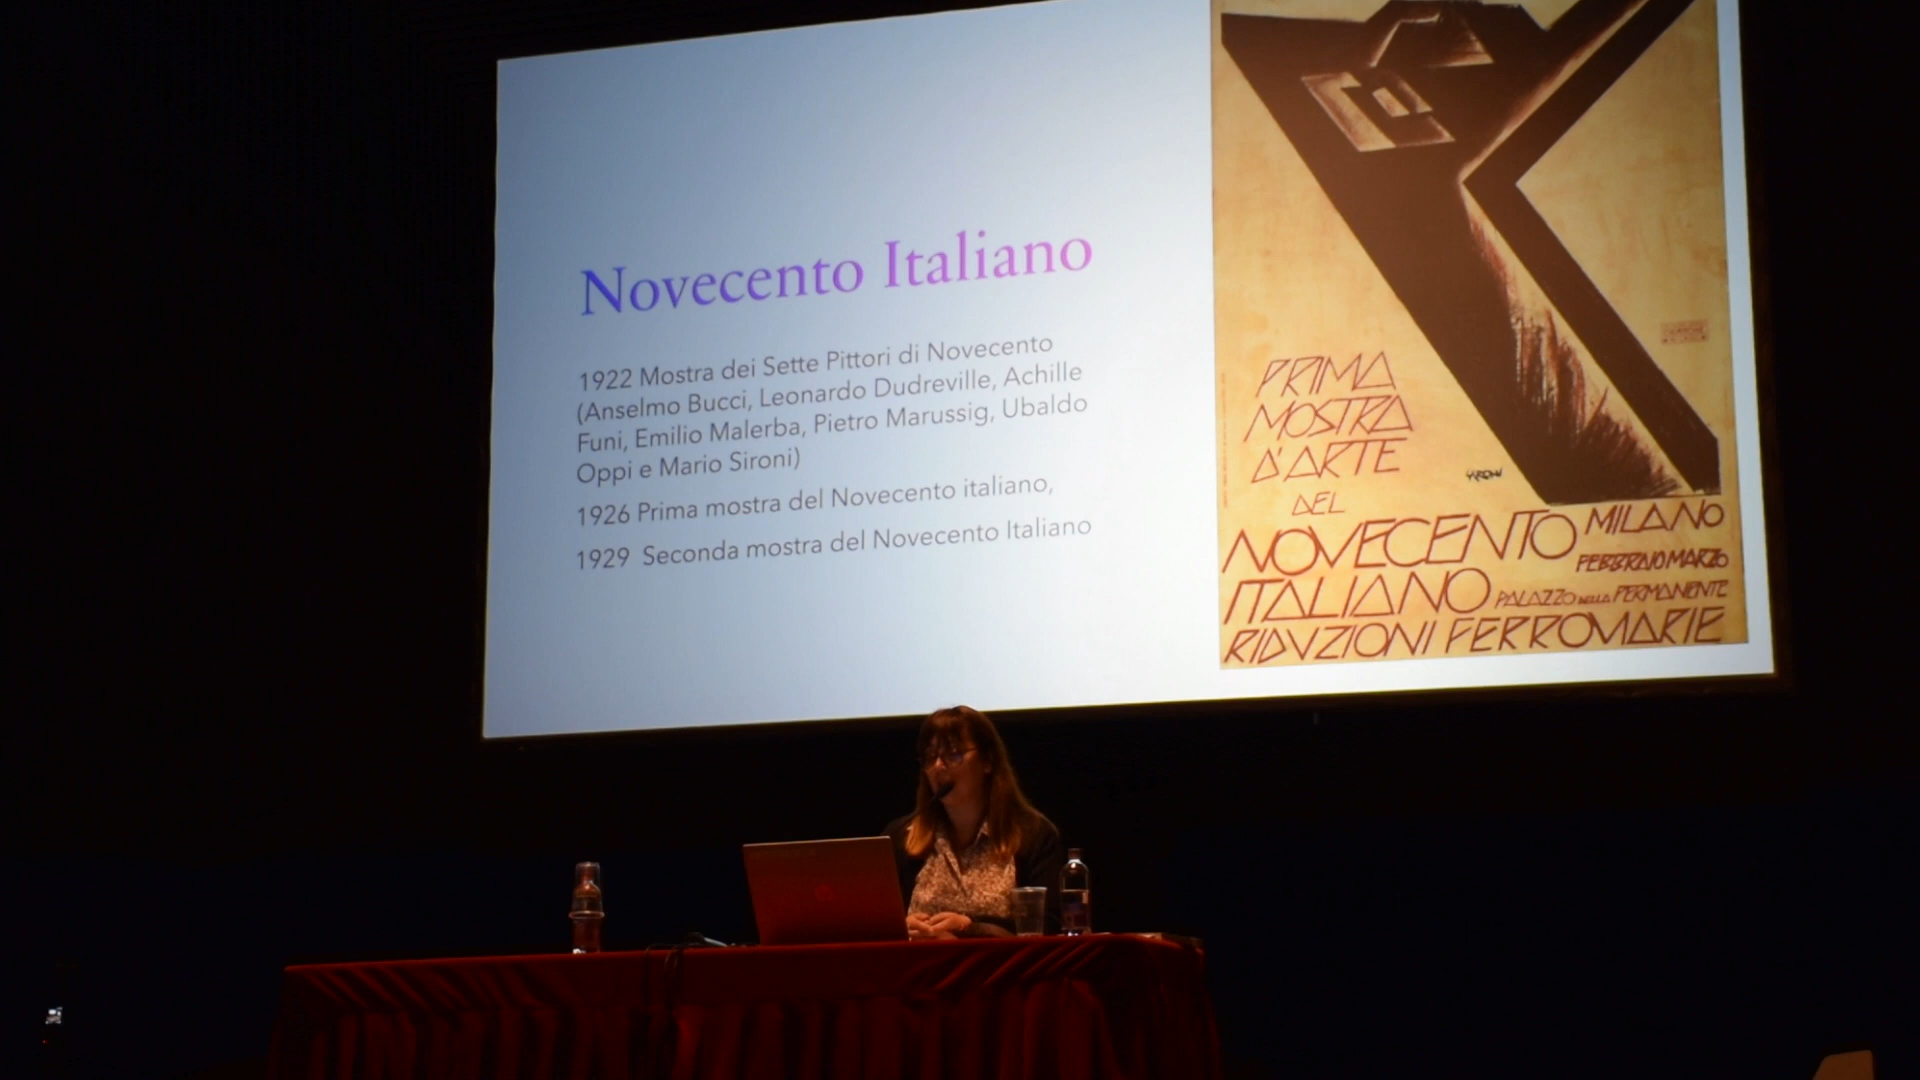 Novecento Italiano
1922 Mostra dei Sette Pittori di Novecento
(Anselmo Bucci, Leonardo Dudreville, Achille
Funi, Emilio Malerba, Pietro Marussig, Ubaldo
Oppi e Mario Sironi)
1926 Prima mostra del Novecento italiano,
1929 Seconda mostra del Novecento Italiano
PRIMA
MOSTRA
D'ARTE
DEL
NOVECENTO MILANO
FEBBRAIO MARZO
ITALIANO PALAZZO DELLA PERMANENTE
RIDVZIONI FERROVIARIE
SIRONI